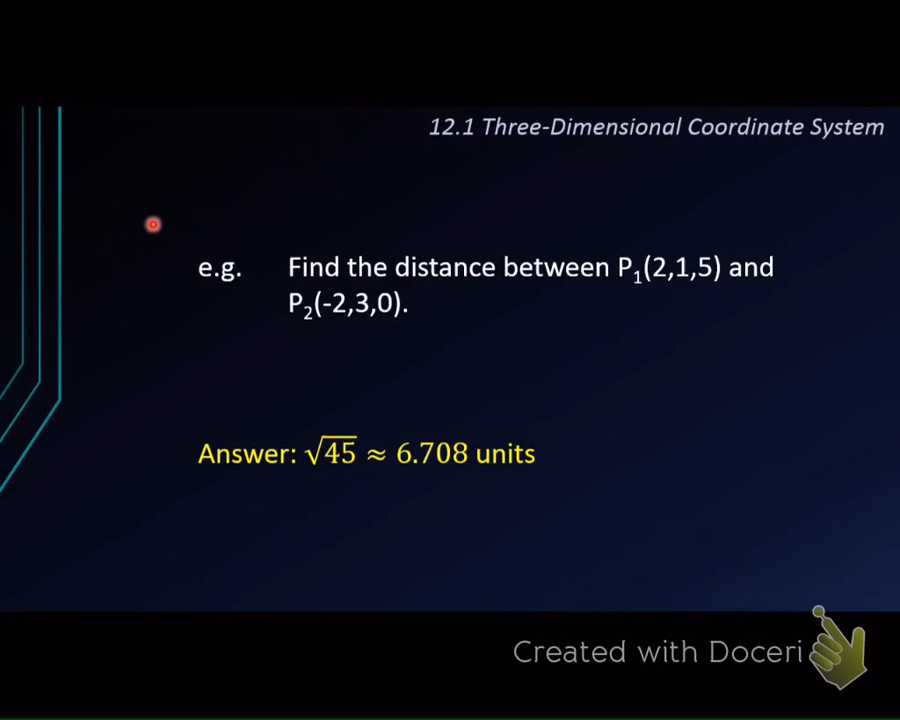 12.1 Three-Dimensional Coordinate System
e.g. Find the distance between P₁(2,1,5) and
P₂(-2,3,0).
Answer: √45 ≈ 6.708 units
Created with Doceri